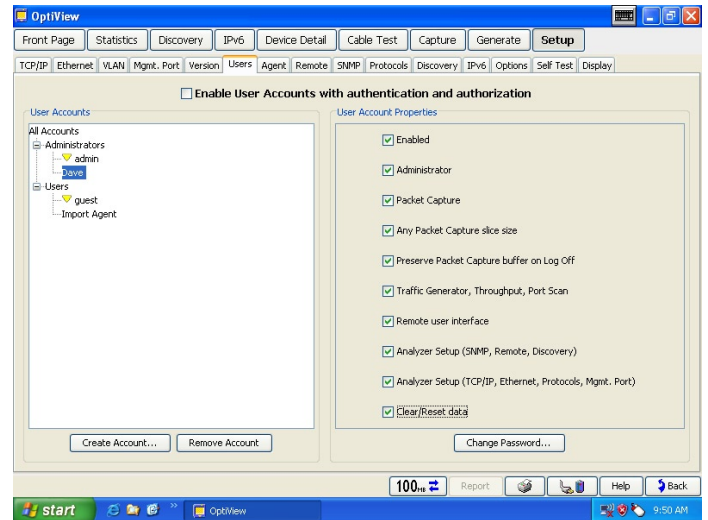 OptiView
Front Page Statistics Discovery IPv6 Device Detail Cable Test Capture Generate Setup
TCP/IP Ethernet VLAN Mgmt. Port Version Users Agent Remote SNMP Protocols Discovery IPv6 Options Self Test Display
Enable User Accounts with authentication and authorization
User Accounts
All Accounts
Administrators
admin
Dave
Users
guest
Import Agent
Create Account... Remove Account
User Account Properties
Enabled
Administrator
Packet Capture
Any Packet Capture slice size
Preserve Packet Capture buffer on Log Off
Traffic Generator, Throughput, Port Scan
Remote user interface
Analyzer Setup (SNMP, Remote, Discovery)
Analyzer Setup (TCP/IP, Ethernet, Protocols, Mgmt. Port)
Clear/Reset data
Change Password...
100 Report Help Back
start OptiView 9:50 AM